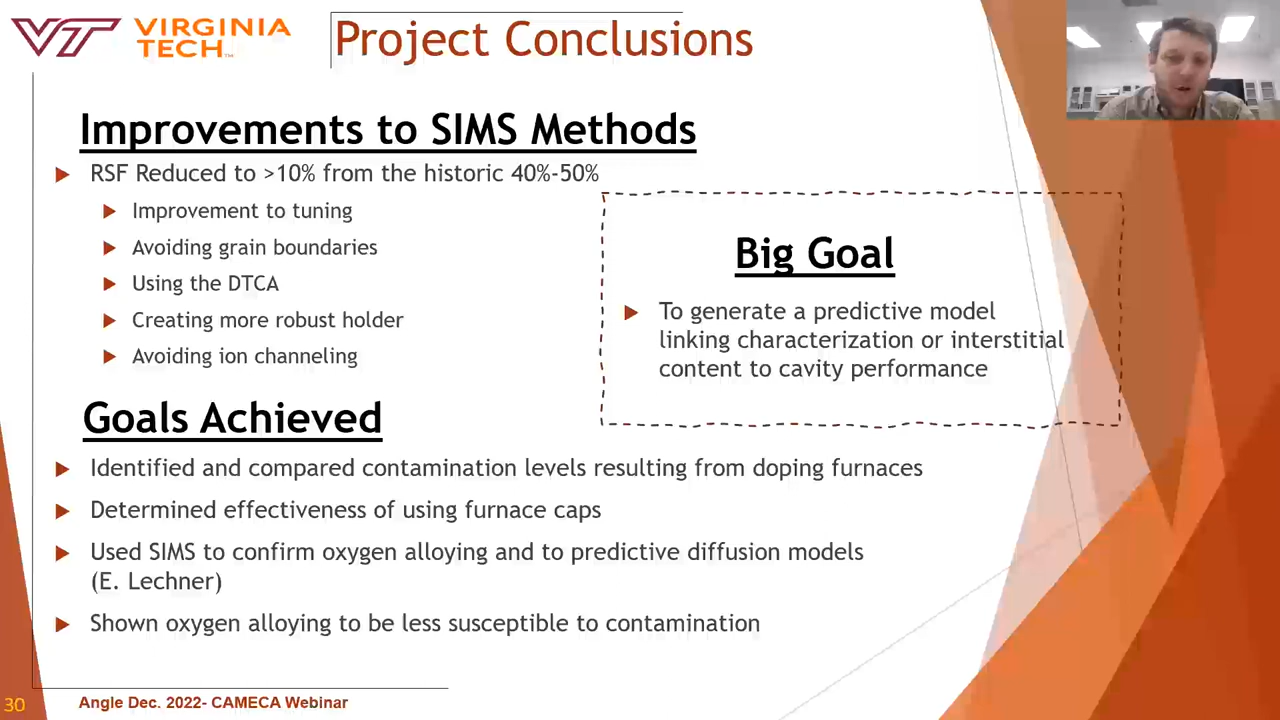 VT VIRGINIA
TECH™
Project Conclusions
Improvements to SIMS Methods
RSF Reduced to >10% from the historic 40%-50%
Improvement to tuning
Avoiding grain boundaries
Using the DTCA
Creating more robust holder
Avoiding ion channeling
Big Goal
To generate a predictive model
linking characterization or interstitial
content to cavity performance
Goals Achieved
Identified and compared contamination levels resulting from doping furnaces
Determined effectiveness of using furnace caps
Used SIMS to confirm oxygen alloying and to predictive diffusion models
(E. Lechner)
Shown oxygen alloying to be less susceptible to contamination
30
Angle Dec. 2022- CAMECA Webinar